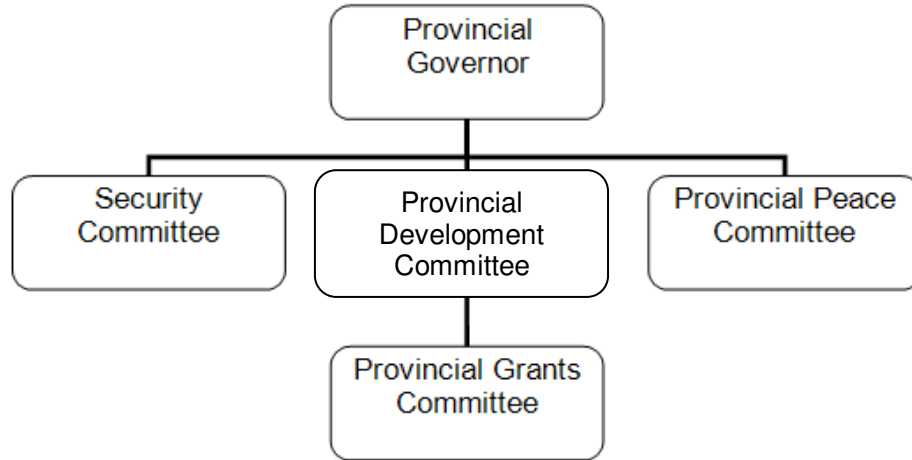 Provincial
Governor
Security
Committee
Provincial
Development
Committee
Provincial Peace
Committee
Provincial Grants
Committee